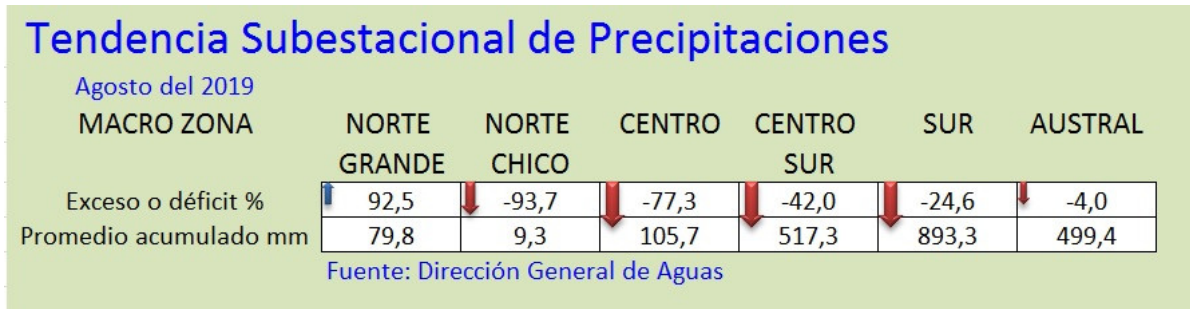 Tendencia Subestacional de Precipitaciones
Agosto del 2019
MACRO ZONA NORTE GRANDE NORTE CHICO CENTRO CENTRO SUR SUR AUSTRAL
Exceso o déficit % 92,5 -93,7 -77,3 -42,0 -24,6 -4,0
Promedio acumulado mm 79,8 9,3 105,7 517,3 893,3 499,4
Fuente: Dirección General de Aguas